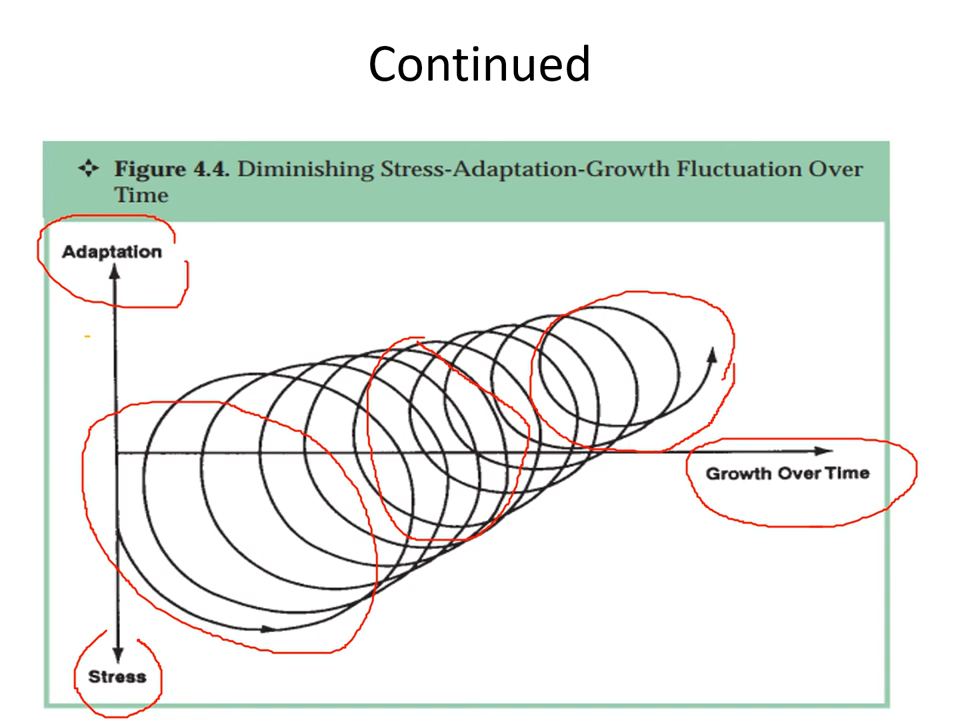 Continued
❖ Figure 4.4. Diminishing Stress-Adaptation-Growth Fluctuation Over
Time
Adaptation
Growth Over Time
Stress